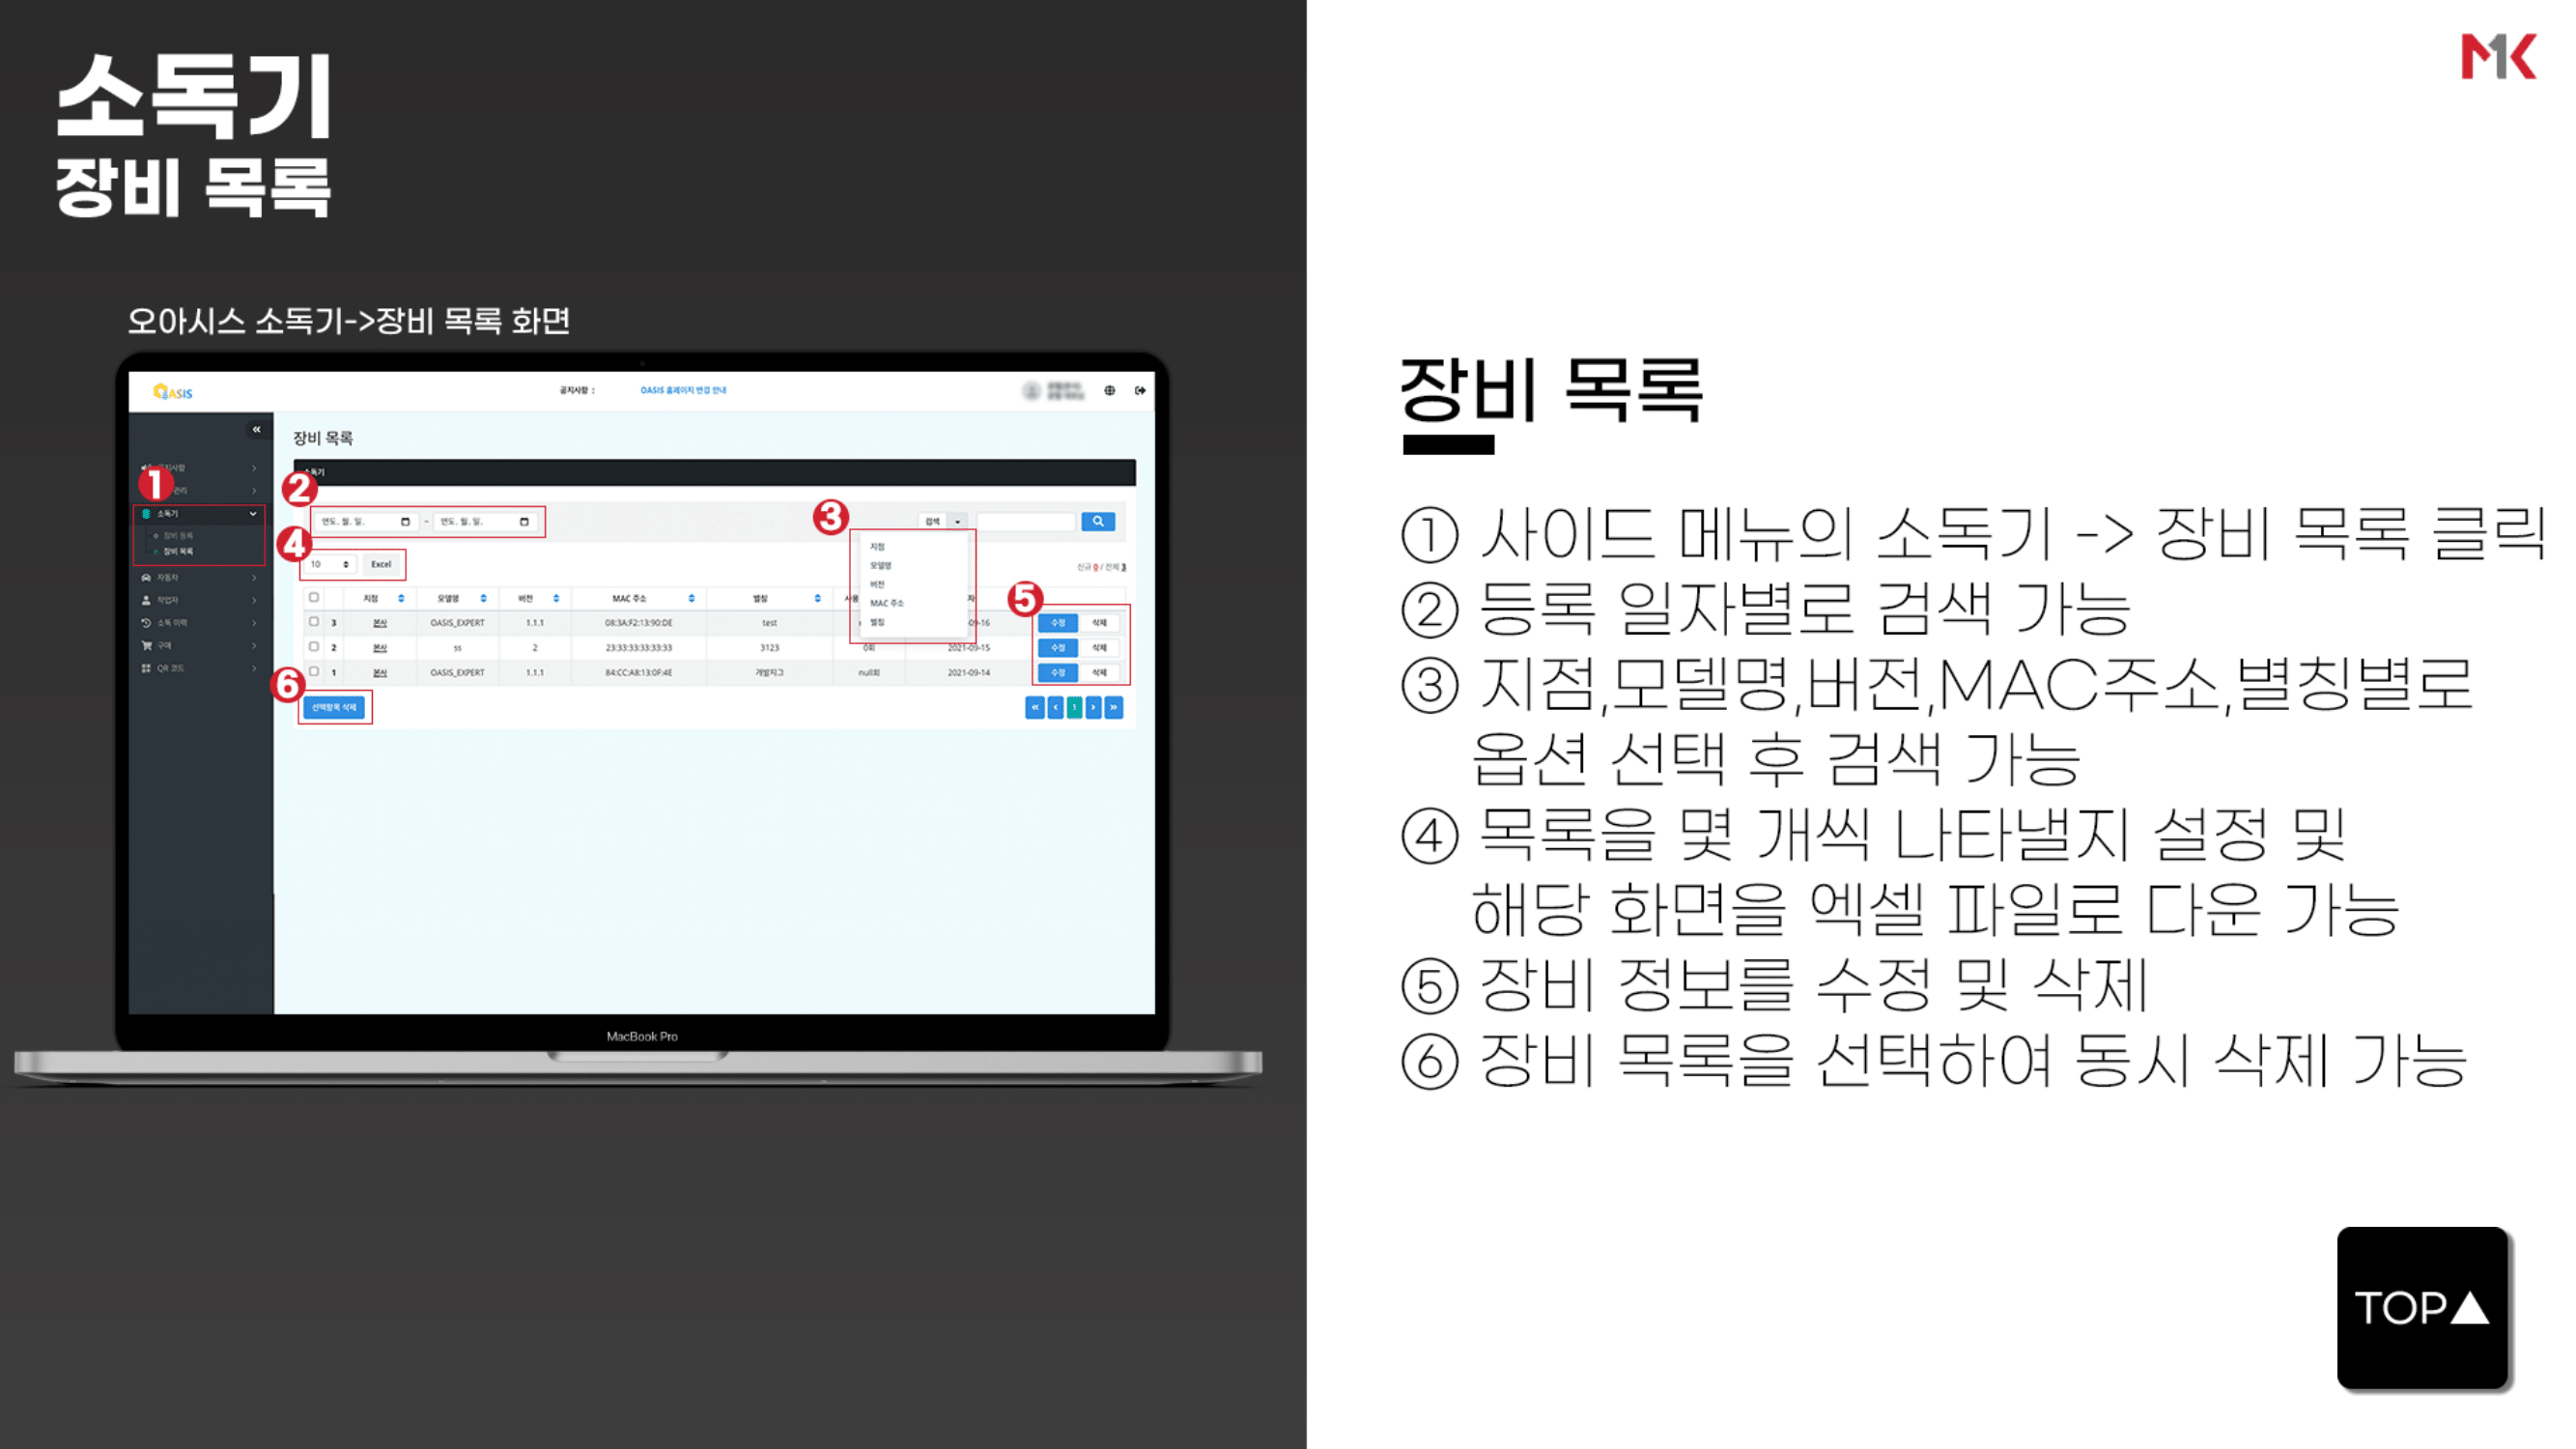 소독기
장비 목록
오아시스 소독기->장비 목록 화면
OASIS
공지사항 :
OASIS 홈페이지 변경 안내
장비 목록
소독기
1
2
3
4
5
6
소독기
장비 등록
장비 목록
자동차
작업자
소독 이력
구매
QR 코드
연도. 월. 일.
-
연도. 월. 일.
검색
지점
모델명
버전
MAC 주소
별칭
10
Excel
신규 0 / 전체 3
지점 모델명 버전 MAC 주소 별칭
3 본사 OASIS_EXPERT 1.1.1 08:3A:F2:13:90:DE test 수정 삭제
2 본사 ss 2 23:33:33:33:33:33 3123 0회 2021-09-15 수정 삭제
1 본사 OASIS_EXPERT 1.1.1 84:CC:A8:13:0F:4E 개발지그 null회 2021-09-14 수정 삭제
선택항목 삭제
« ‹ 1 › »
MacBook Pro
MK
장비 목록
① 사이드 메뉴의 소독기 -> 장비 목록 클릭
② 등록 일자별로 검색 가능
③ 지점,모델명,버전,MAC주소,별칭별로
옵션 선택 후 검색 가능
④ 목록을 몇 개씩 나타낼지 설정 및
해당 화면을 엑셀 파일로 다운 가능
⑤ 장비 정보를 수정 및 삭제
⑥ 장비 목록을 선택하여 동시 삭제 가능
TOP▲